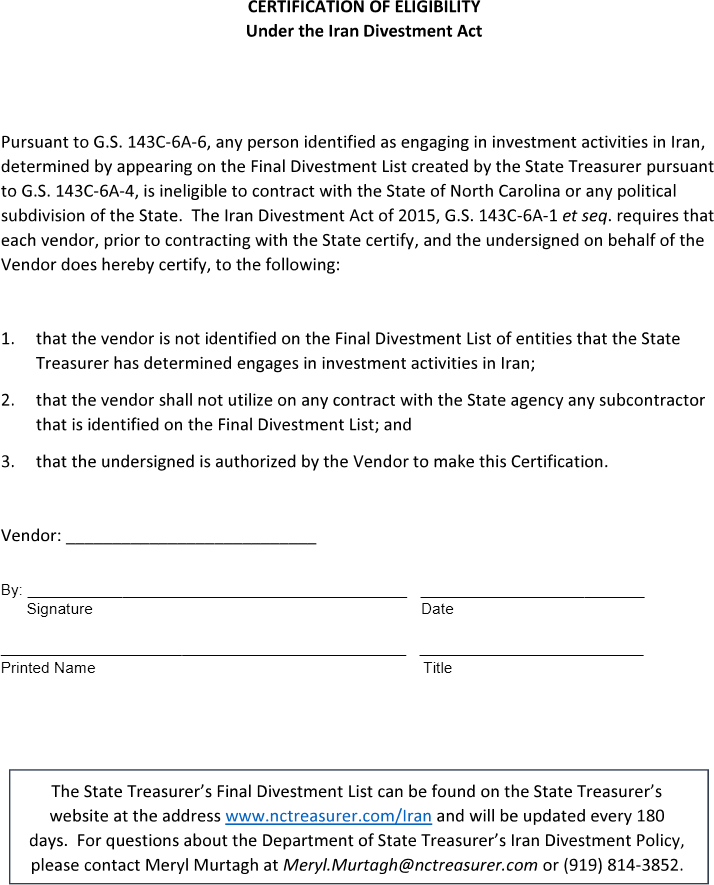 CERTIFICATION OF ELIGIBILITY
Under the Iran Divestment Act
Pursuant to G.S. 143C-6A-6, any person identified as engaging in investment activities in Iran,
determined by appearing on the Final Divestment List created by the State Treasurer pursuant
to G.S. 143C-6A-4, is ineligible to contract with the State of North Carolina or any political
subdivision of the State.  The Iran Divestment Act of 2015, G.S. 143C-6A-1 et seq. requires that
each vendor, prior to contracting with the State certify, and the undersigned on behalf of the
Vendor does hereby certify, to the following:
1. that the vendor is not identified on the Final Divestment List of entities that the State
Treasurer has determined engages in investment activities in Iran;
2. that the vendor shall not utilize on any contract with the State agency any subcontractor
that is identified on the Final Divestment List; and
3. that the undersigned is authorized by the Vendor to make this Certification.
Vendor: ___________________________
By: ___________________________ ___________________________
Signature Date
___________________________ ___________________________
Printed Name Title
The State Treasurer’s Final Divestment List can be found on the State Treasurer’s
website at the address www.nctreasurer.com/Iran and will be updated every 180
days.  For questions about the Department of State Treasurer’s Iran Divestment Policy,
please contact Meryl Murtagh at Meryl.Murtagh@nctreasurer.com or (919) 814-3852.